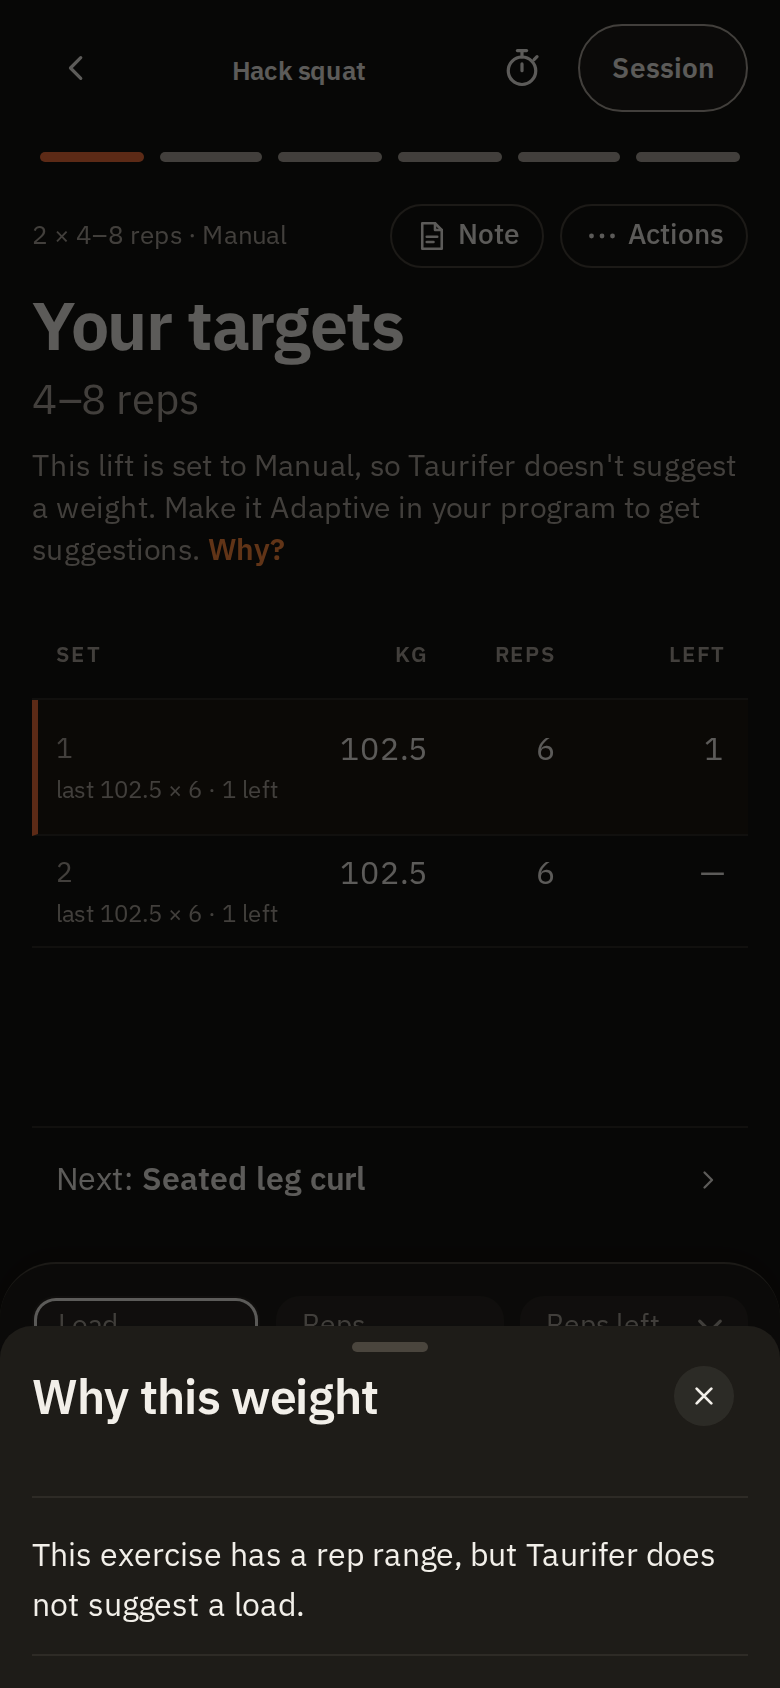 Hack squat
Session
2 × 4–8 reps · Manual
Note
Actions
Your targets
4–8 reps
This lift is set to Manual, so Taurifer doesn't suggest
a weight. Make it Adaptive in your program to get
suggestions. Why?
SET KG REPS LEFT
1 102.5 6 1
last 102.5 × 6 · 1 left
2 102.5 6 —
last 102.5 × 6 · 1 left
Next: Seated leg curl
Load Reps Reps left
Why this weight
This exercise has a rep range, but Taurifer does
not suggest a load.